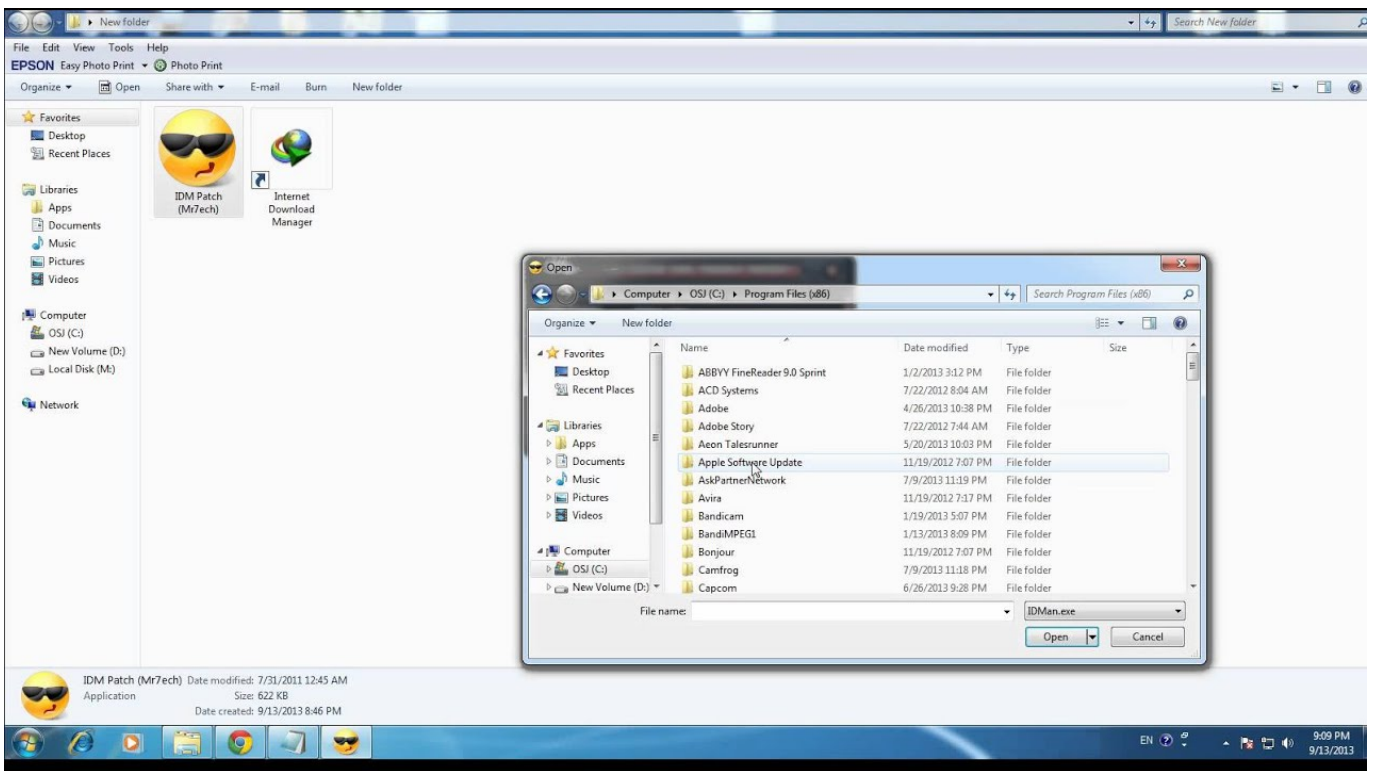 New folder
Search New folder
File Edit View Tools Help
EPSON Easy Photo Print Photo Print
Organize Open Share with E-mail Burn New folder
Favorites
Desktop
Recent Places
Libraries
Apps
Documents
Music
Pictures
Videos
Computer
OSJ (C:)
New Volume (D:)
Local Disk (M:)
Network
IDM Patch
(Mr7ech)
Internet
Download
Manager
Open
Computer OSJ (C:) Program Files (x86)
Search Program Files (x86)
Organize New folder
Favorites
Desktop
Recent Places
Libraries
Apps
Documents
Music
Pictures
Videos
Computer
OSJ (C:)
New Volume (D:)
Name Date modified Type Size
ABBYY FineReader 9.0 Sprint 1/2/2013 3:12 PM File folder
ACD Systems 7/22/2012 8:04 AM File folder
Adobe 4/26/2013 10:38 PM File folder
Adobe Story 7/22/2012 7:44 AM File folder
Aeon Talesrunner 5/20/2013 10:03 PM File folder
Apple Software Update 11/19/2012 7:07 PM File folder
AskPartnerNetwork 7/9/2013 11:19 PM File folder
Avira 11/19/2012 7:17 PM File folder
Bandicam 1/19/2013 5:07 PM File folder
BandiMPEG1 1/13/2013 8:09 PM File folder
Bonjour 11/19/2012 7:07 PM File folder
Camfrog 7/9/2013 11:18 PM File folder
Capcom 6/26/2013 9:28 PM File folder
File name: IDMan.exe
Open Cancel
IDM Patch (Mr7ech) Date modified: 7/31/2011 12:45 AM
Application Size: 622 KB
Date created: 9/13/2013 8:46 PM
EN 9:09 PM
9/13/2013